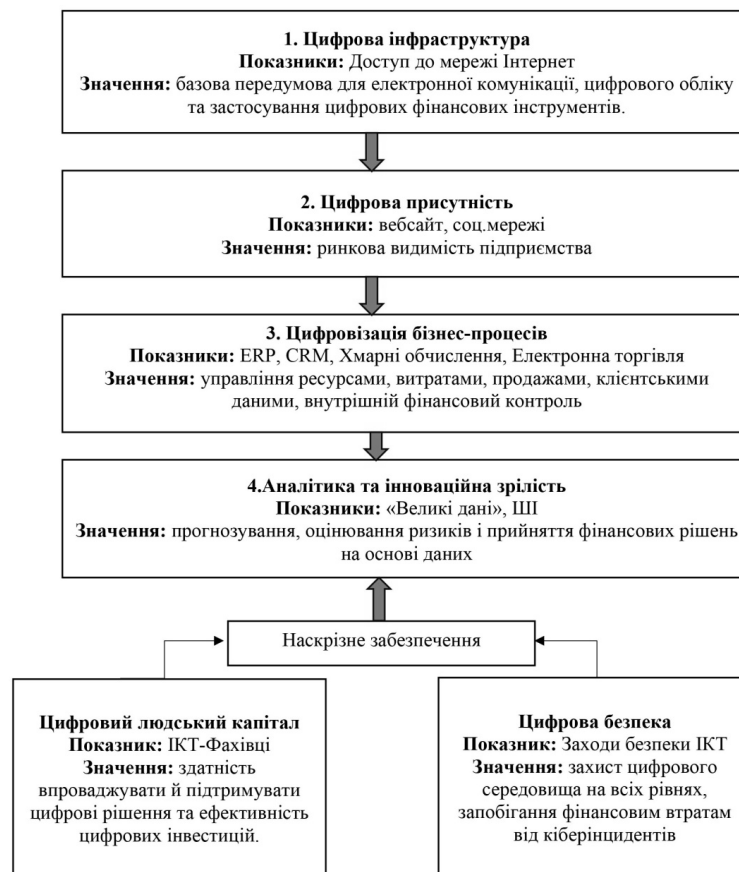 1. Цифрова інфраструктура
Показники: Доступ до мережі Інтернет
Значення: базова передумова для електронної комунікації, цифрового обліку
та застосування цифрових фінансових інструментів.
2. Цифрова присутність
Показники: вебсайт, соц.мережі
Значення: ринкова видимість підприємства
3. Цифровізація бізнес-процесів
Показники: ERP, CRM, Хмарні обчислення, Електронна торгівля
Значення: управління ресурсами, витратами, продажами, клієнтськими
даними, внутрішній фінансовий контроль
4.Аналітика та інноваційна зрілість
Показники: «Великі дані», ШІ
Значення: прогнозування, оцінювання ризиків і прийняття фінансових рішень
на основі даних
Наскрізне забезпечення
Цифровий людський капітал
Показник: ІКТ-Фахівці
Значення: здатність
впроваджувати й підтримувати
цифрові рішення та ефективність
цифрових інвестицій.
Цифрова безпека
Показник: Заходи безпеки ІКТ
Значення: захист цифрового
середовища на всіх рівнях,
запобігання фінансовим втратам
від кіберінцидентів